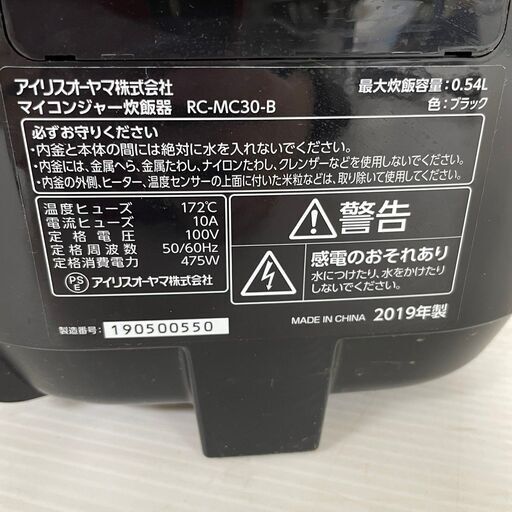 アイリスオーヤマ株式会社
マイコンジャー炊飯器 RC-MC30-B
最大炊飯容量:0.54L
色:ブラック
必ずお守りください
・内釜と本体の間には絶対に水を入れないでください。
・内釜には、金属へら、金属たわし、ナイロンたわし、クレンザーなどを使用しないでください。
・内釜の外側、ヒーター、温度センサーの上面に付いた米粒などは、取り除いて使用してください。
温度ヒューズ 172℃
電流ヒューズ 10A
定格電圧 100V
定格周波数 50/60Hz
定格消費電力 475W
PSE アイリスオーヤマ株式会社
警告
感電のおそれあり
水につけたり、水をかけたり
しないでください。
製造番号: 190500550
MADE IN CHINA 2019年製